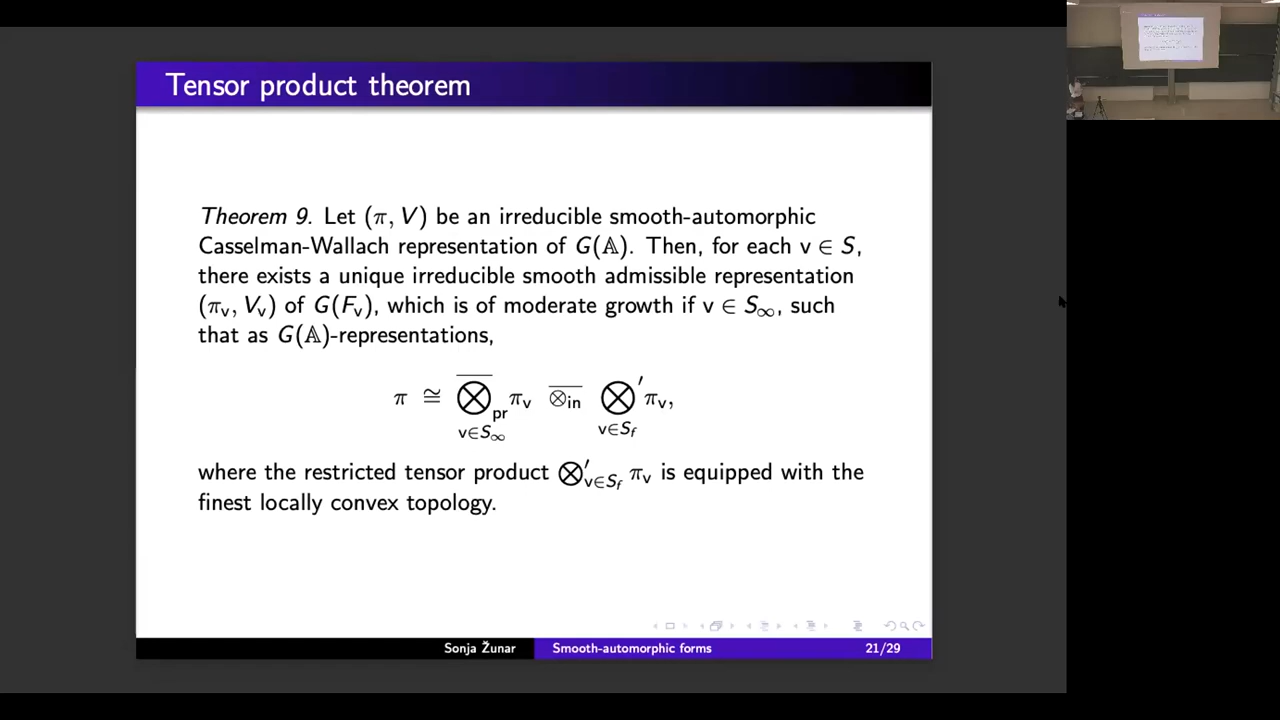 Tensor product theorem
Theorem 9. Let (π, V) be an irreducible smooth-automorphic
Casselman-Wallach representation of G(𝔸). Then, for each v ∈ S,
there exists a unique irreducible smooth admissible representation
(π_v, V_v) of G(F_v), which is of moderate growth if v ∈ S_∞, such
that as G(𝔸)-representations,
π ≅ \overline{⨂}_{pr, v∈S_∞} π_v \overline{⊗_{in}} ⨂′_{v∈S_f} π_v,
where the restricted tensor product ⊗′_{v∈S_f} π_v is equipped with the
finest locally convex topology.
Sonja Žunar Smooth-automorphic forms 21/29